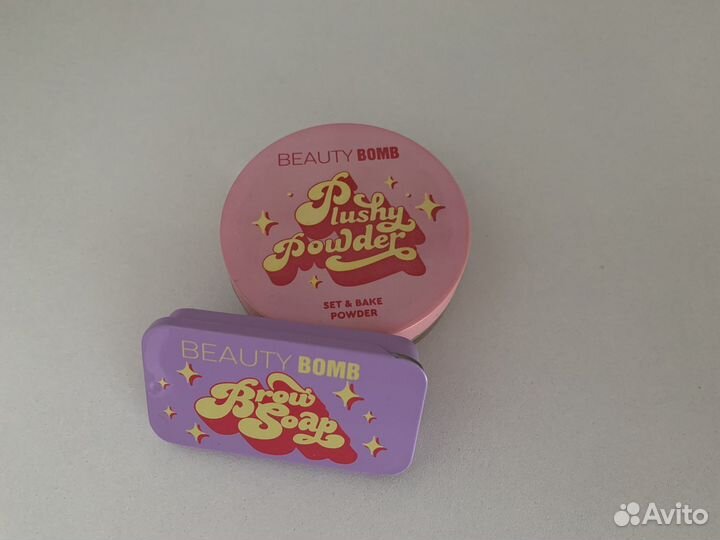 BEAUTY BOMB
Plushy
Powder
SET & BAKE
POWDER
BEAUTY BOMB
Brow
Soap
Avito